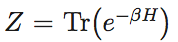 Z = Tr(e^{-βH})